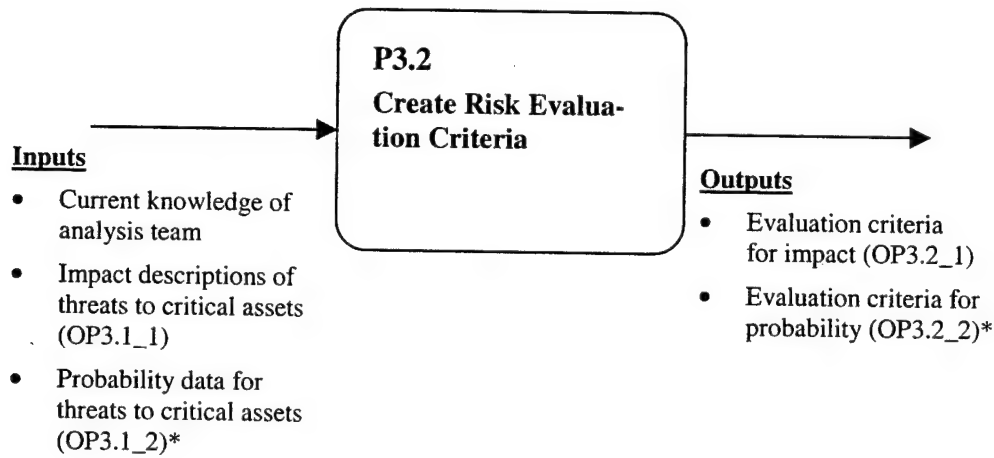 P3.2
Create Risk Evalua-
tion Criteria
Inputs
• Current knowledge of
analysis team
• Impact descriptions of
threats to critical assets
(OP3.1_1)
• Probability data for
threats to critical assets
(OP3.1_2)*
Outputs
• Evaluation criteria
for impact (OP3.2_1)
• Evaluation criteria for
probability (OP3.2_2)*